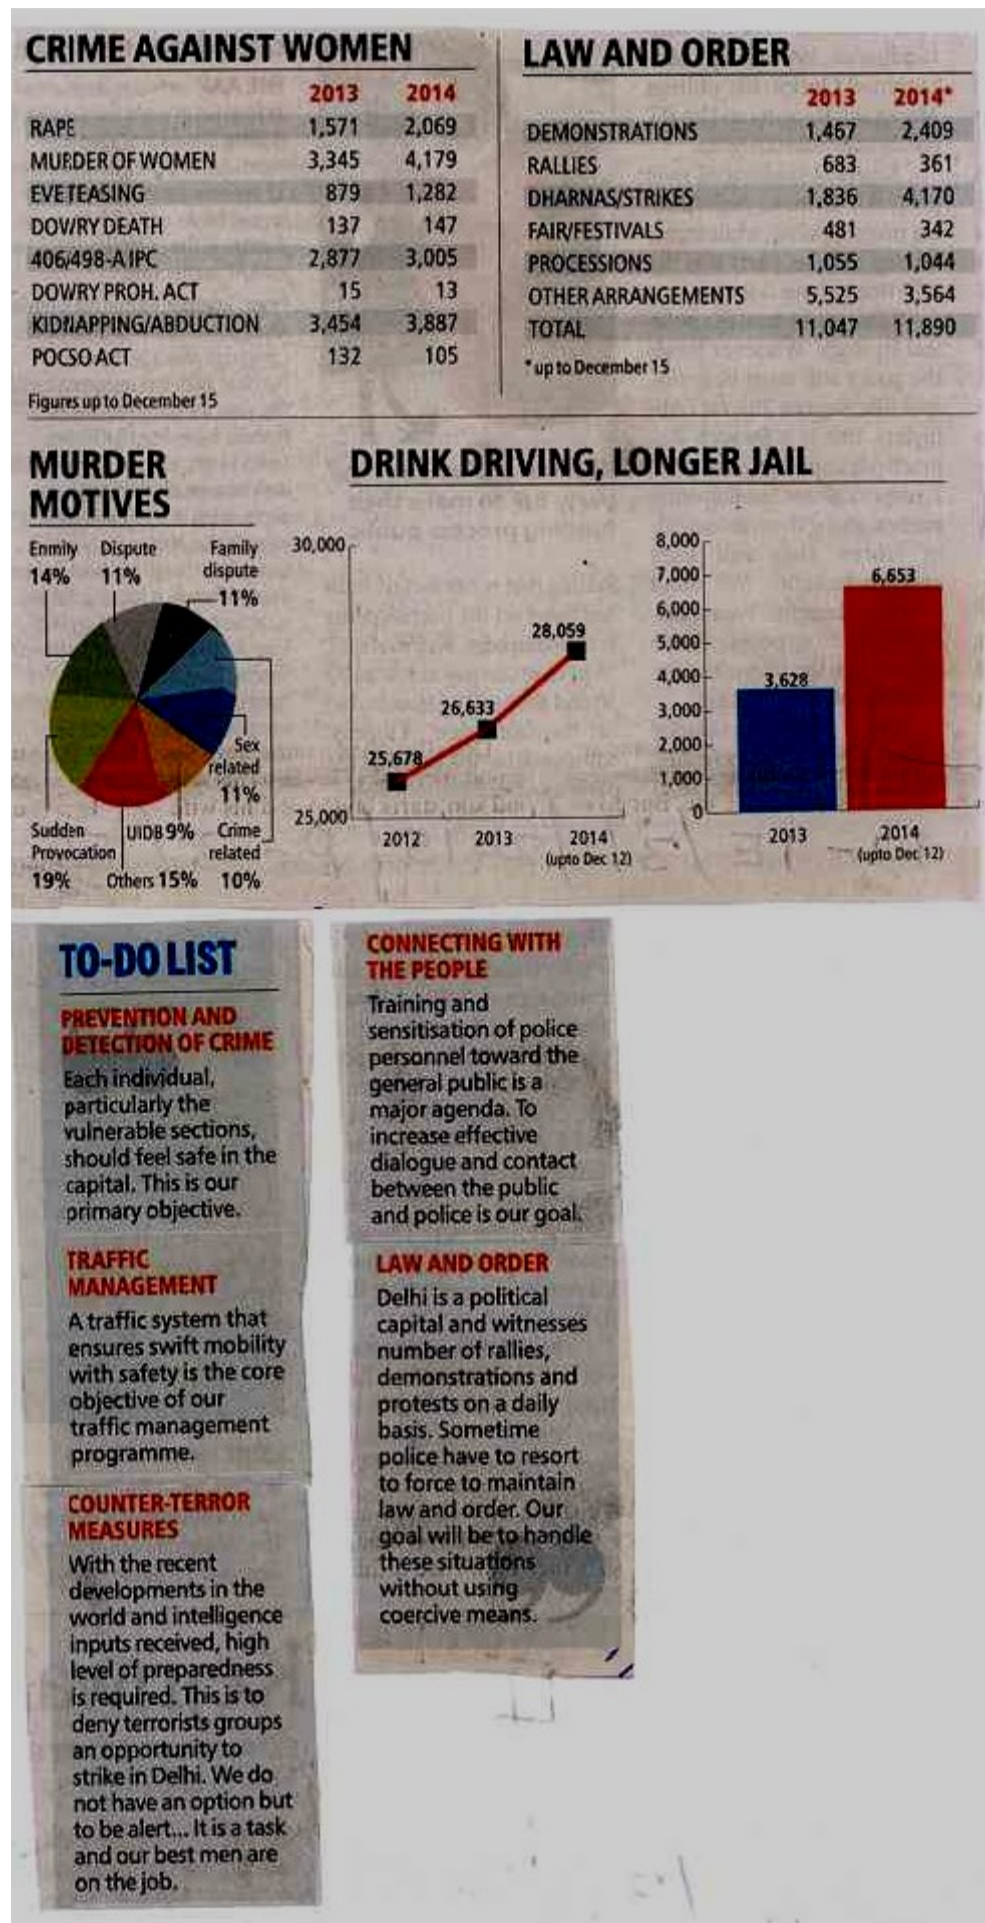 CRIME AGAINST WOMEN
2013 2014
RAPE 1,571 2,069
MURDER OF WOMEN 3,345 4,179
EVE TEASING 879 1,282
DOWRY DEATH 137 147
406/498-A IPC 2,877 3,005
DOWRY PROH. ACT 15 13
KIDNAPPING/ABDUCTION 3,454 3,887
POCSO ACT 132 105
Figures up to December 15
LAW AND ORDER
2013 2014*
DEMONSTRATIONS 1,467 2,409
RALLIES 683 361
DHARNAS/STRIKES 1,836 4,170
FAIR/FESTIVALS 481 342
PROCESSIONS 1,055 1,044
OTHER ARRANGEMENTS 5,525 3,564
TOTAL 11,047 11,890
* up to December 15
MURDER
MOTIVES
Enmity Dispute Family
dispute
14% 11%
11%
Sex
related
11%
Sudden UIDB 9% Crime
Provocation related
19% Others 15% 10%
DRINK DRIVING, LONGER JAIL
30,000
28,059
26,633
25,678
25,000
2012 2013 2014
(upto Dec 12)
8,000
7,000
6,653
6,000
5,000
4,000
3,628
3,000
2,000
1,000
0
2013 2014
(upto Dec 12)
TO-DO LIST
PREVENTION AND
DETECTION OF CRIME
Each individual,
particularly the
vulnerable sections,
should feel safe in the
capital. This is our
primary objective.
TRAFFIC
MANAGEMENT
A traffic system that
ensures swift mobility
with safety is the core
objective of our
traffic management
programme.
COUNTER-TERROR
MEASURES
With the recent
developments in the
world and intelligence
inputs received, high
level of preparedness
is required. This is to
deny terrorists groups
an opportunity to
strike in Delhi. We do
not have an option but
to be alert... It is a task
and our best men are
on the job.
CONNECTING WITH
THE PEOPLE
Training and
sensitisation of police
personnel toward the
general public is a
major agenda. To
increase effective
dialogue and contact
between the public
and police is our goal.
LAW AND ORDER
Delhi is a political
capital and witnesses
number of rallies,
demonstrations and
protests on a daily
basis. Sometime
police have to resort
to force to maintain
law and order. Our
goal will be to handle
these situations
without using
coercive means.